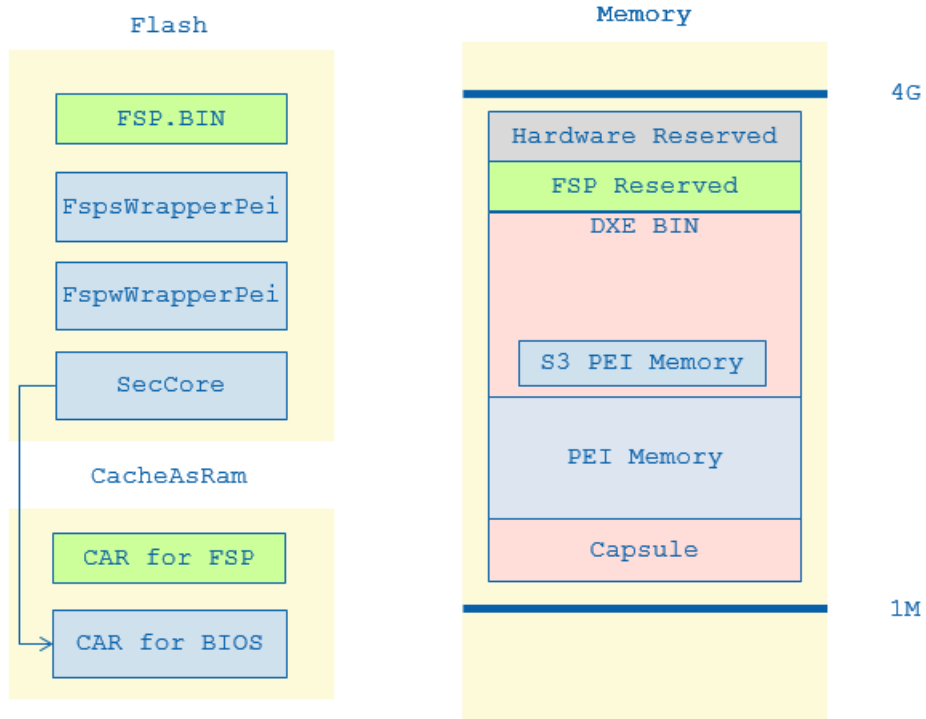 Flash
FSP.BIN
FspsWrapperPei
FspwWrapperPei
SecCore
CacheAsRam
CAR for FSP
CAR for BIOS
Memory
4G
Hardware Reserved
FSP Reserved
DXE BIN
S3 PEI Memory
PEI Memory
Capsule
1M